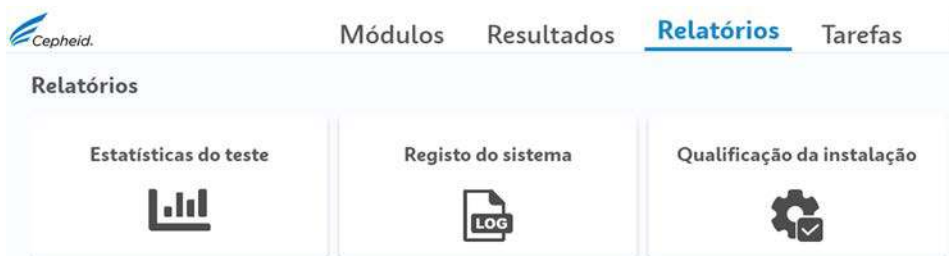 Cepheid.
Módulos Resultados Relatórios Tarefas
Relatórios
Estatísticas do teste Registo do sistema Qualificação da instalação
LOG